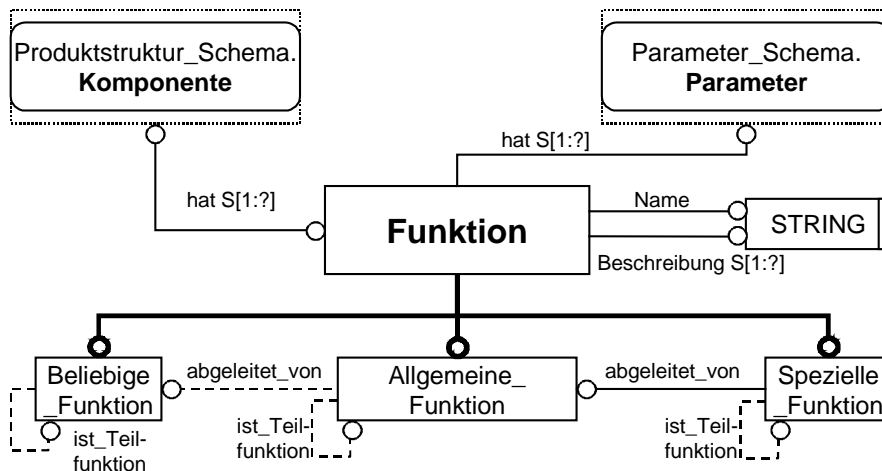 Produktstruktur_Schema.
Komponente
Parameter_Schema.
Parameter
hat S[1:?]
hat S[1:?]
Funktion
Name
STRING
Beschreibung S[1:?]
Beliebige
_Funktion
abgeleitet_von
Allgemeine_
Funktion
abgeleitet_von
Spezielle
_Funktion
ist_Teil-
funktion
ist_Teil-
funktion
ist_Teil-
funktion